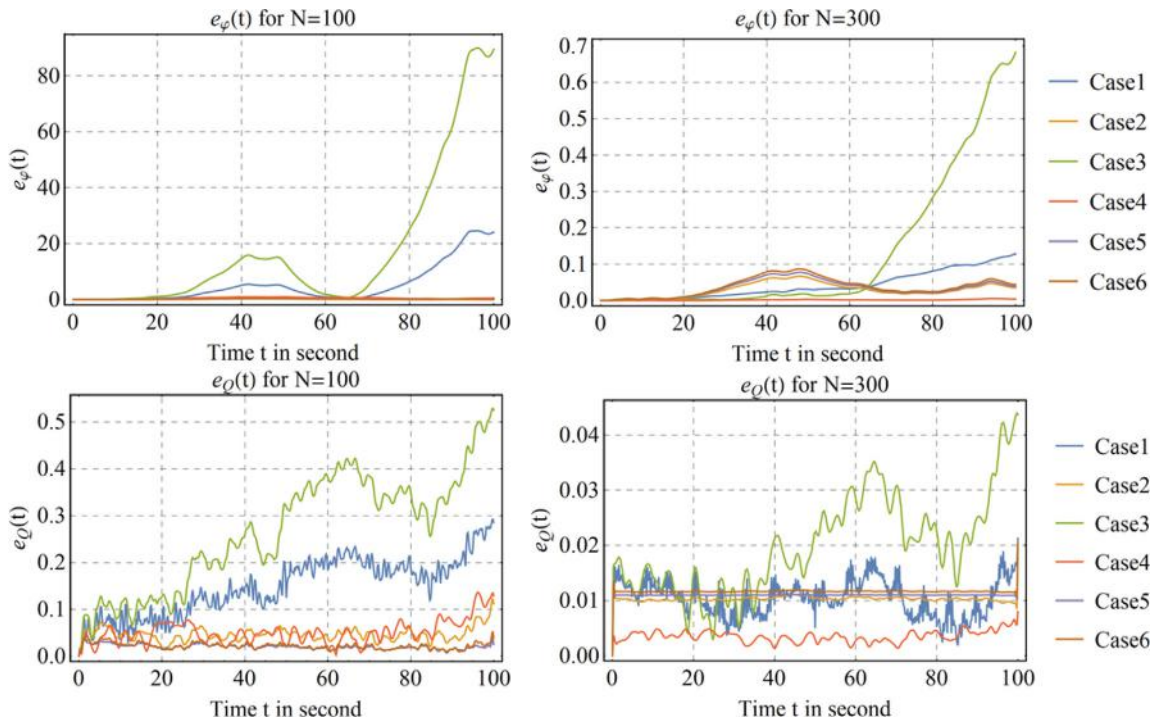 e_φ(t) for N=100
e_φ(t)
80
60
40
20
0
0 20 40 60 80 100
Time t in second
e_φ(t) for N=300
e_φ(t)
0.7
0.6
0.5
0.4
0.3
0.2
0.1
0.0
0 20 40 60 80 100
Time t in second
Case1
Case2
Case3
Case4
Case5
Case6
e_Q(t) for N=100
e_Q(t)
0.5
0.4
0.3
0.2
0.1
0.0
0 20 40 60 80 100
Time t in second
e_Q(t) for N=300
e_Q(t)
0.04
0.03
0.02
0.01
0.00
0 20 40 60 80 100
Time t in second
Case1
Case2
Case3
Case4
Case5
Case6